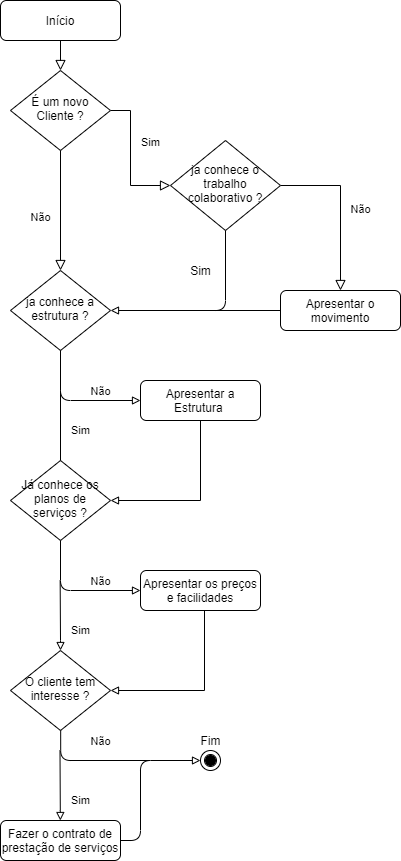 Início
É um novo
Cliente ?
Sim
ja conhece o
trabalho
colaborativo ?
Não
Não
Sim
ja conhece a
estrutura ?
Apresentar o
movimento
Não
Apresentar a
Estrutura
Sim
Já conhece os
planos de
serviços ?
Não
Apresentar os preços
e facilidades
Sim
O cliente tem
interesse ?
Não
Fim
Sim
Fazer o contrato de
prestação de serviços